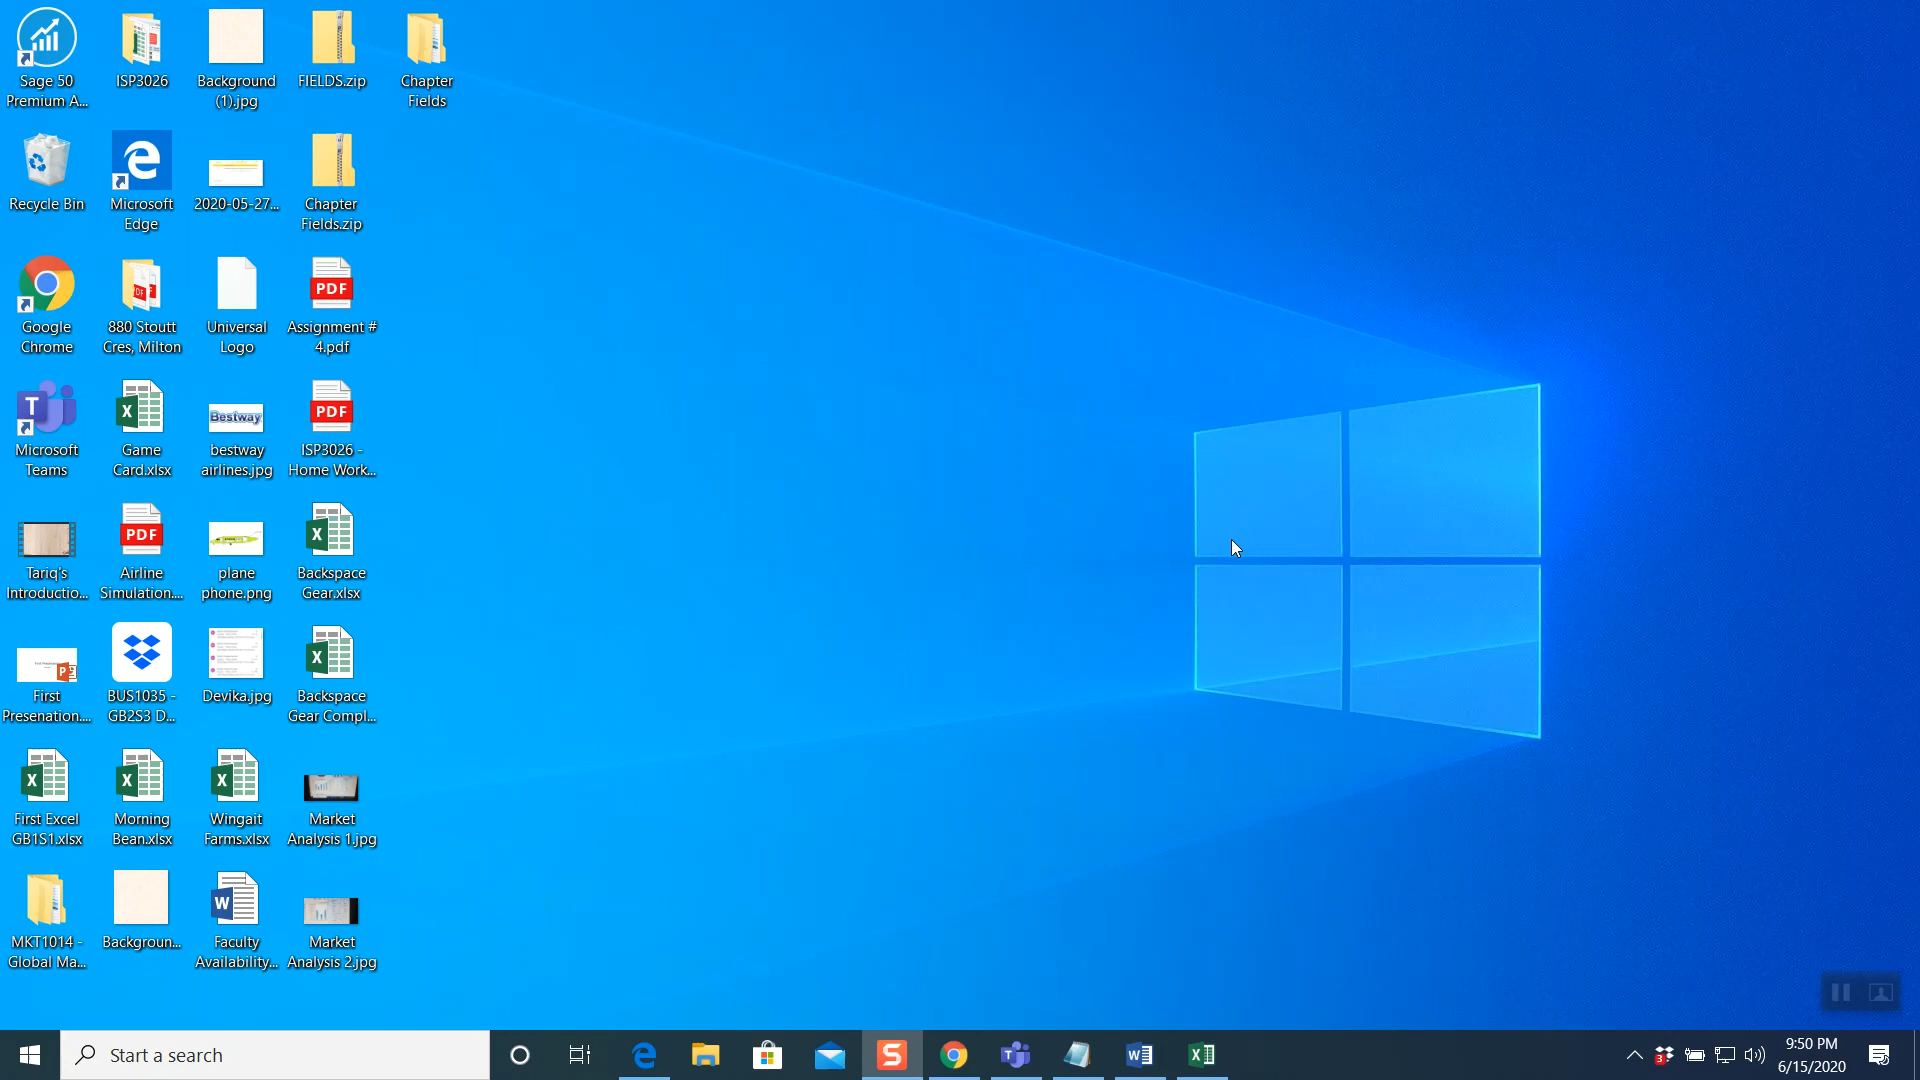 Sage 50
Premium A...
ISP3026
Background
(1).jpg
FIELDS.zip
Chapter
Fields
Recycle Bin
Microsoft
Edge
2020-05-27...
Chapter
Fields.zip
Google
Chrome
880 Stoutt
Cres, Milton
Universal
Logo
PDF
Assignment #
4.pdf
Microsoft
Teams
Game
Card.xlsx
Bestway
bestway
airlines.jpg
PDF
ISP3026 -
Home Work...
Tariq's
Introductio...
PDF
Airline
Simulation....
plane
phone.png
Backspace
Gear.xlsx
First
Presenation....
BUS1035 -
GB2S3 D...
Devika.jpg
Backspace
Gear Compl...
First Excel
GB1S1.xlsx
Morning
Bean.xlsx
Wingait
Farms.xlsx
Market
Analysis 1.jpg
MKT1014 -
Global Ma...
Backgroun...
Faculty
Availability...
Market
Analysis 2.jpg
Start a search
3
9:50 PM
6/15/2020